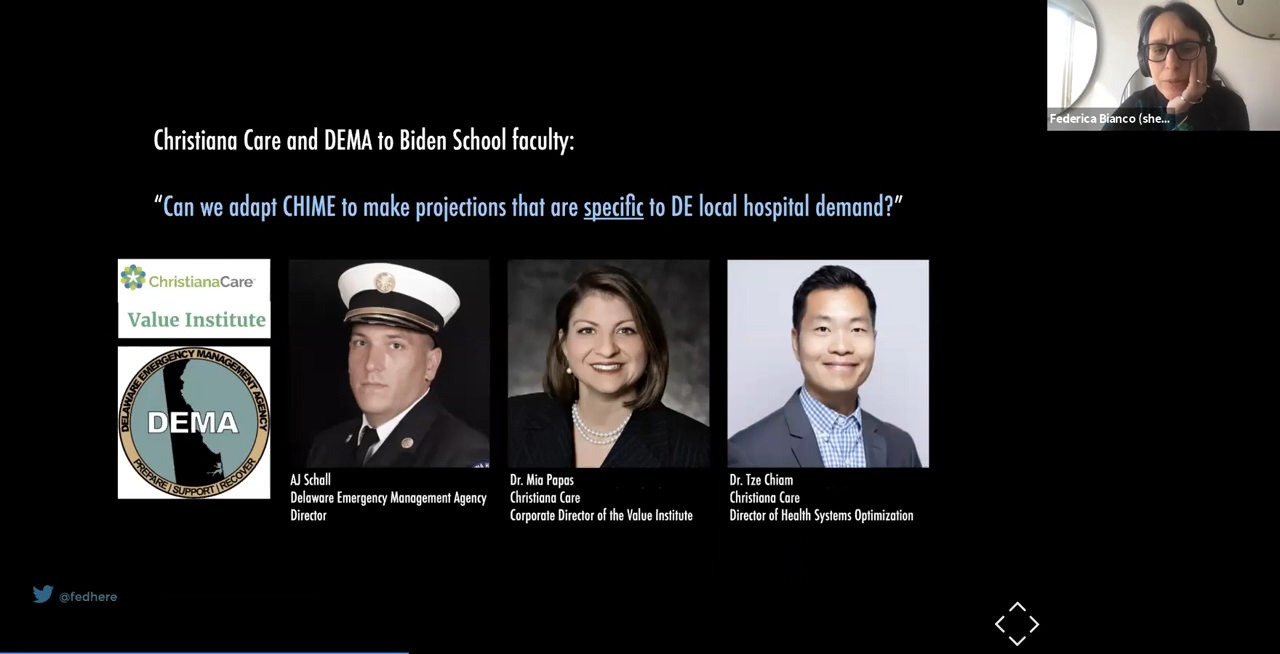 Federica Bianco (she...
Christiana Care and DEMA to Biden School faculty:
“Can we adapt CHIME to make projections that are specific to DE local hospital demand?”
ChristianaCare
Value Institute
DELAWARE EMERGENCY MANAGEMENT AGENCY
DEMA
PREPARE | SUPPORT | RECOVER
AJ Schall
Delaware Emergency Management Agency
Director
Dr. Mia Papas
Christiana Care
Corporate Director of the Value Institute
Dr. Tze Chiam
Christiana Care
Director of Health Systems Optimization
@fedhere